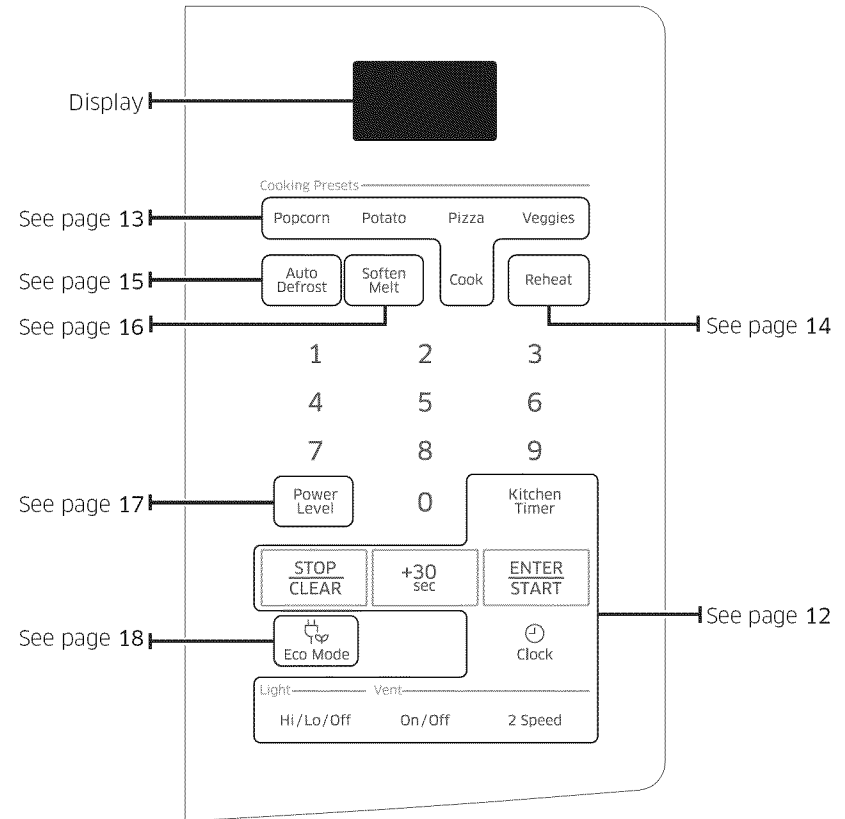 Display
Cooking Presets
See page 13
Popcorn Potato Pizza Veggies
See page 15
Auto
Defrost
Soften
Melt
Cook
Reheat
See page 16
See page 14
1 2 3
4 5 6
7 8 9
See page 17
Power
Level
0
Kitchen
Timer
STOP
CLEAR
+30
sec
ENTER
START
See page 12
See page 18
Eco Mode
Clock
Light Vent
Hi/Lo/Off On/Off 2 Speed